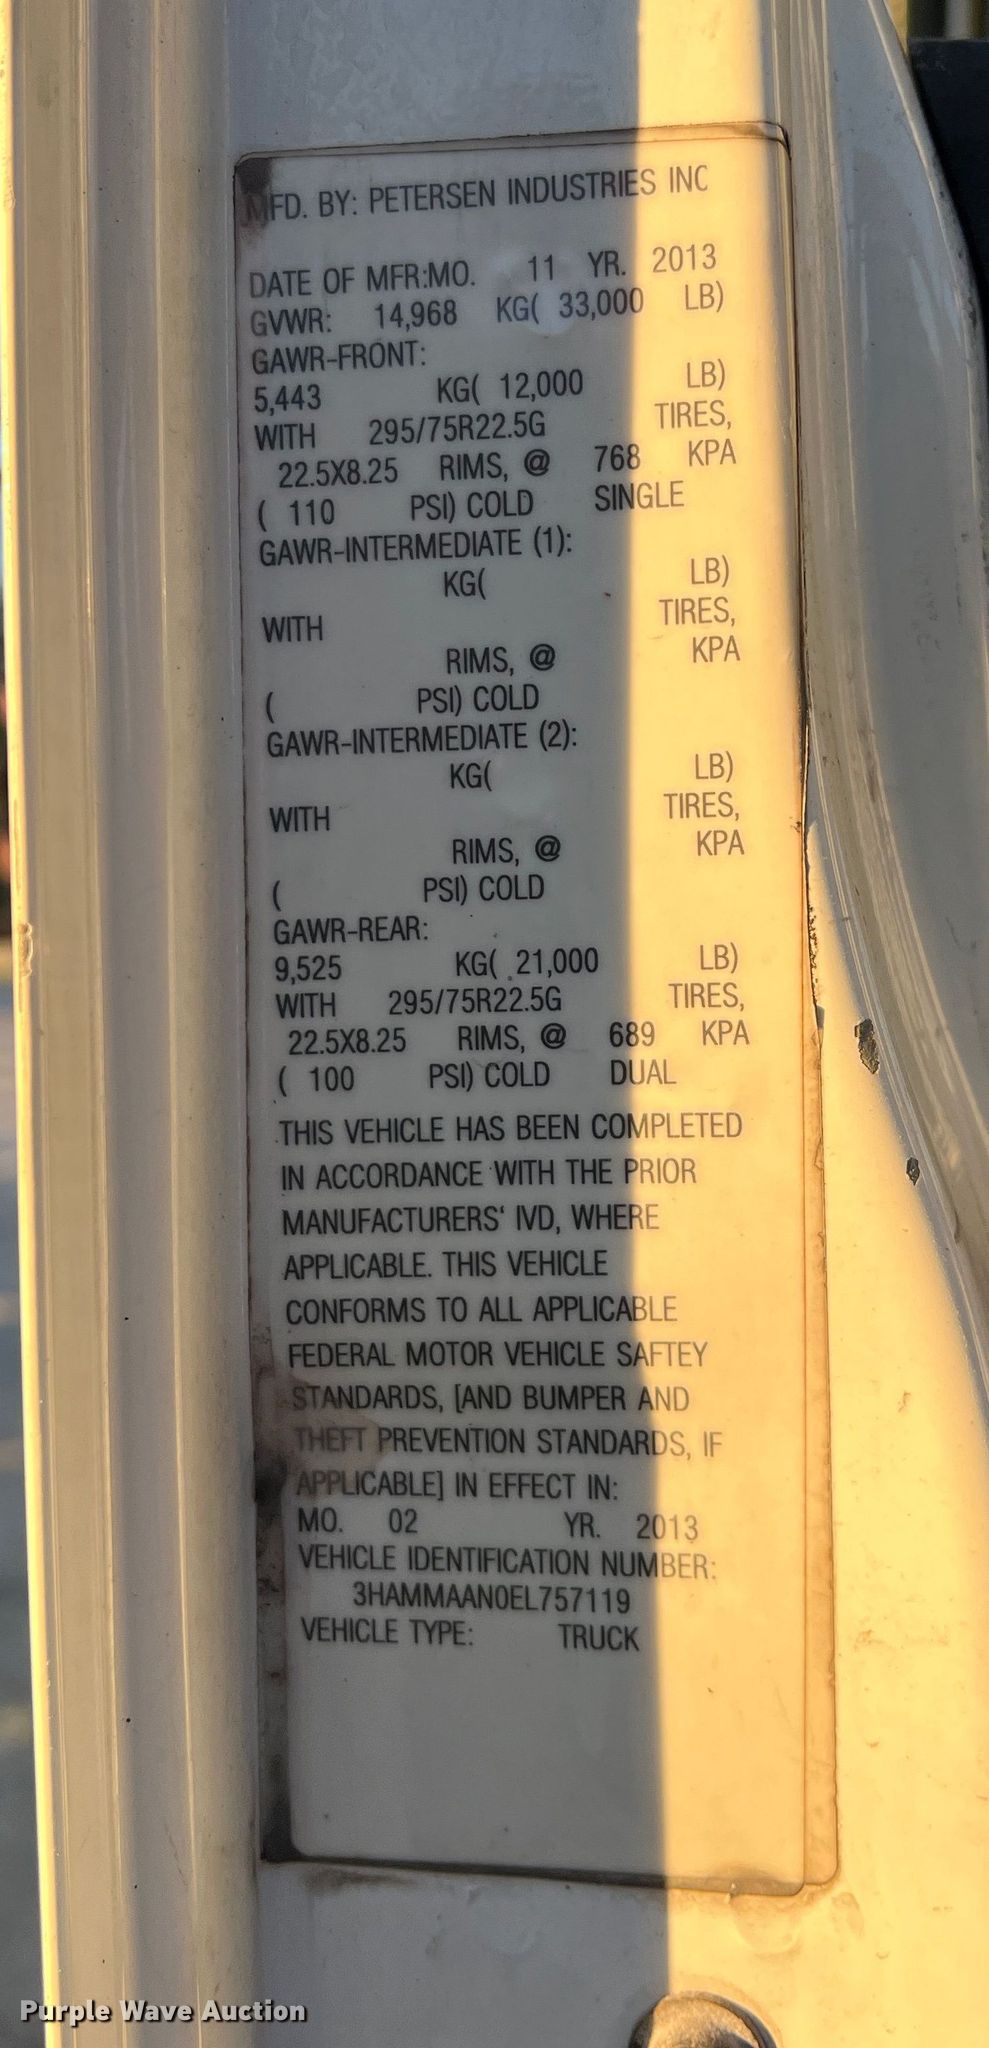 MFD. BY: PETERSEN INDUSTRIES INC
DATE OF MFR:MO. 11 YR. 2013
GVWR: 14,968 KG( 33,000 LB)
GAWR-FRONT:
5,443 KG( 12,000 LB)
WITH 295/75R22.5G TIRES,
22.5X8.25 RIMS, @ 768 KPA
( 110 PSI) COLD SINGLE
GAWR-INTERMEDIATE (1):
KG( LB)
WITH TIRES,
RIMS, @ KPA
( PSI) COLD
GAWR-INTERMEDIATE (2):
KG( LB)
WITH TIRES,
RIMS, @ KPA
( PSI) COLD
GAWR-REAR:
9,525 KG( 21,000 LB)
WITH 295/75R22.5G TIRES,
22.5X8.25 RIMS, @ 689 KPA
( 100 PSI) COLD DUAL
THIS VEHICLE HAS BEEN COMPLETED
IN ACCORDANCE WITH THE PRIOR
MANUFACTURERS' IVD, WHERE
APPLICABLE. THIS VEHICLE
CONFORMS TO ALL APPLICABLE
FEDERAL MOTOR VEHICLE SAFTEY
STANDARDS, [AND BUMPER AND
THEFT PREVENTION STANDARDS, IF
APPLICABLE] IN EFFECT IN:
MO. 02 YR. 2013
VEHICLE IDENTIFICATION NUMBER:
3HAMMAAN0EL757119
VEHICLE TYPE: TRUCK
Purple Wave Auction